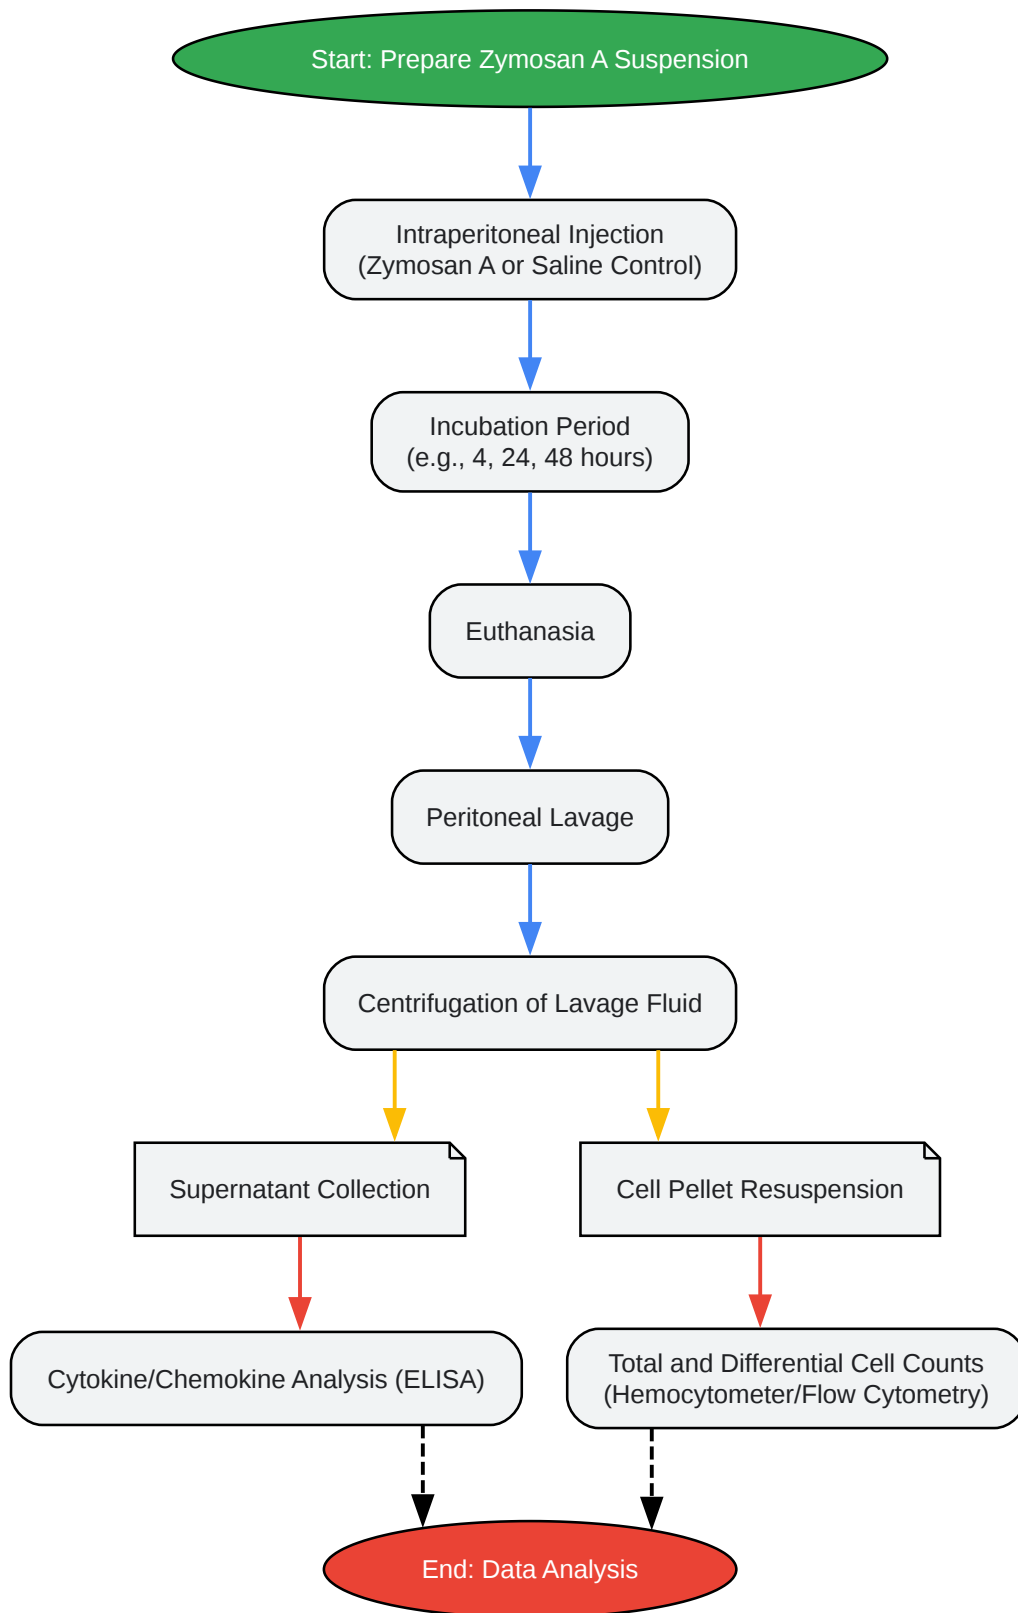 Start: Prepare Zymosan A Suspension
Intraperitoneal Injection
(Zymosan A or Saline Control)
Incubation Period
(e.g., 4, 24, 48 hours)
Euthanasia
Peritoneal Lavage
Centrifugation of Lavage Fluid
Supernatant Collection
Cell Pellet Resuspension
Cytokine/Chemokine Analysis (ELISA)
Total and Differential Cell Counts
(Hemocytometer/Flow Cytometry)
End: Data Analysis